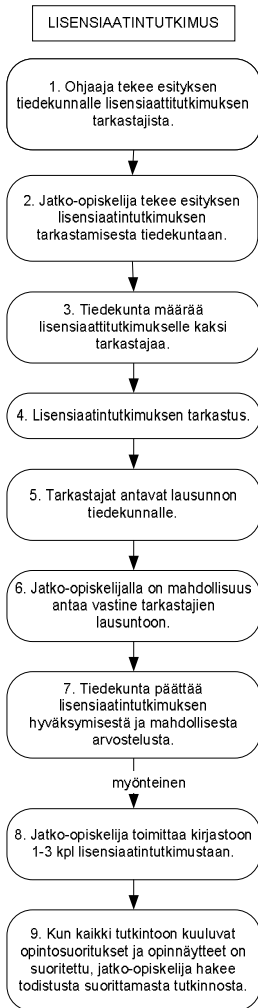 LISENSIAATINTUTKIMUS
1. Ohjaaja tekee esityksen
tiedekunnalle lisensiaattitutkimuksen
tarkastajista.
2. Jatko-opiskelija tekee esityksen
lisensiaatintutkimuksen
tarkastamisesta tiedekuntaan.
3. Tiedekunta määrää
lisensiaattitutkimukselle kaksi
tarkastajaa.
4. Lisensiaatintutkimuksen tarkastus.
5. Tarkastajat antavat lausunnon
tiedekunnalle.
6. Jatko-opiskelijalla on mahdollisuus
antaa vastine tarkastajien
lausuntoon.
7. Tiedekunta päättää
lisensiaatintutkimuksen
hyväksymisestä ja mahdollisesta
arvostelusta.
myönteinen
8. Jatko-opiskelija toimittaa kirjastoon
1-3 kpl lisensiaatintutkimustaan.
9. Kun kaikki tutkintoon kuuluvat
opintosuoritukset ja opinnäytteet on
suoritettu, jatko-opiskelija hakee
todistusta suorittamasta tutkinnosta.